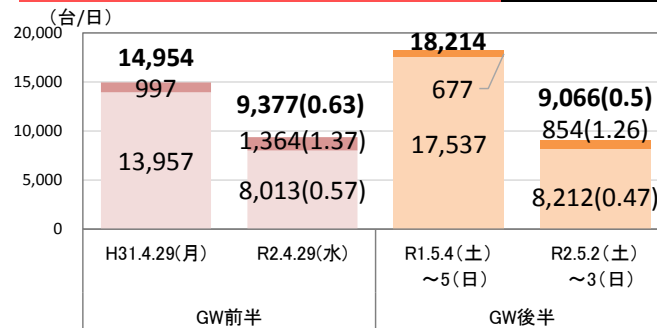 (台/日)
20,000
15,000
10,000
5,000
0
14,954
997
13,957
9,377(0.63)
1,364(1.37)
8,013(0.57)
18,214
677
17,537
9,066(0.5)
854(1.26)
8,212(0.47)
H31.4.29(月)
R2.4.29(水)
R1.5.4(土)
～5(日)
R2.5.2(土)
～3(日)
GW前半
GW後半